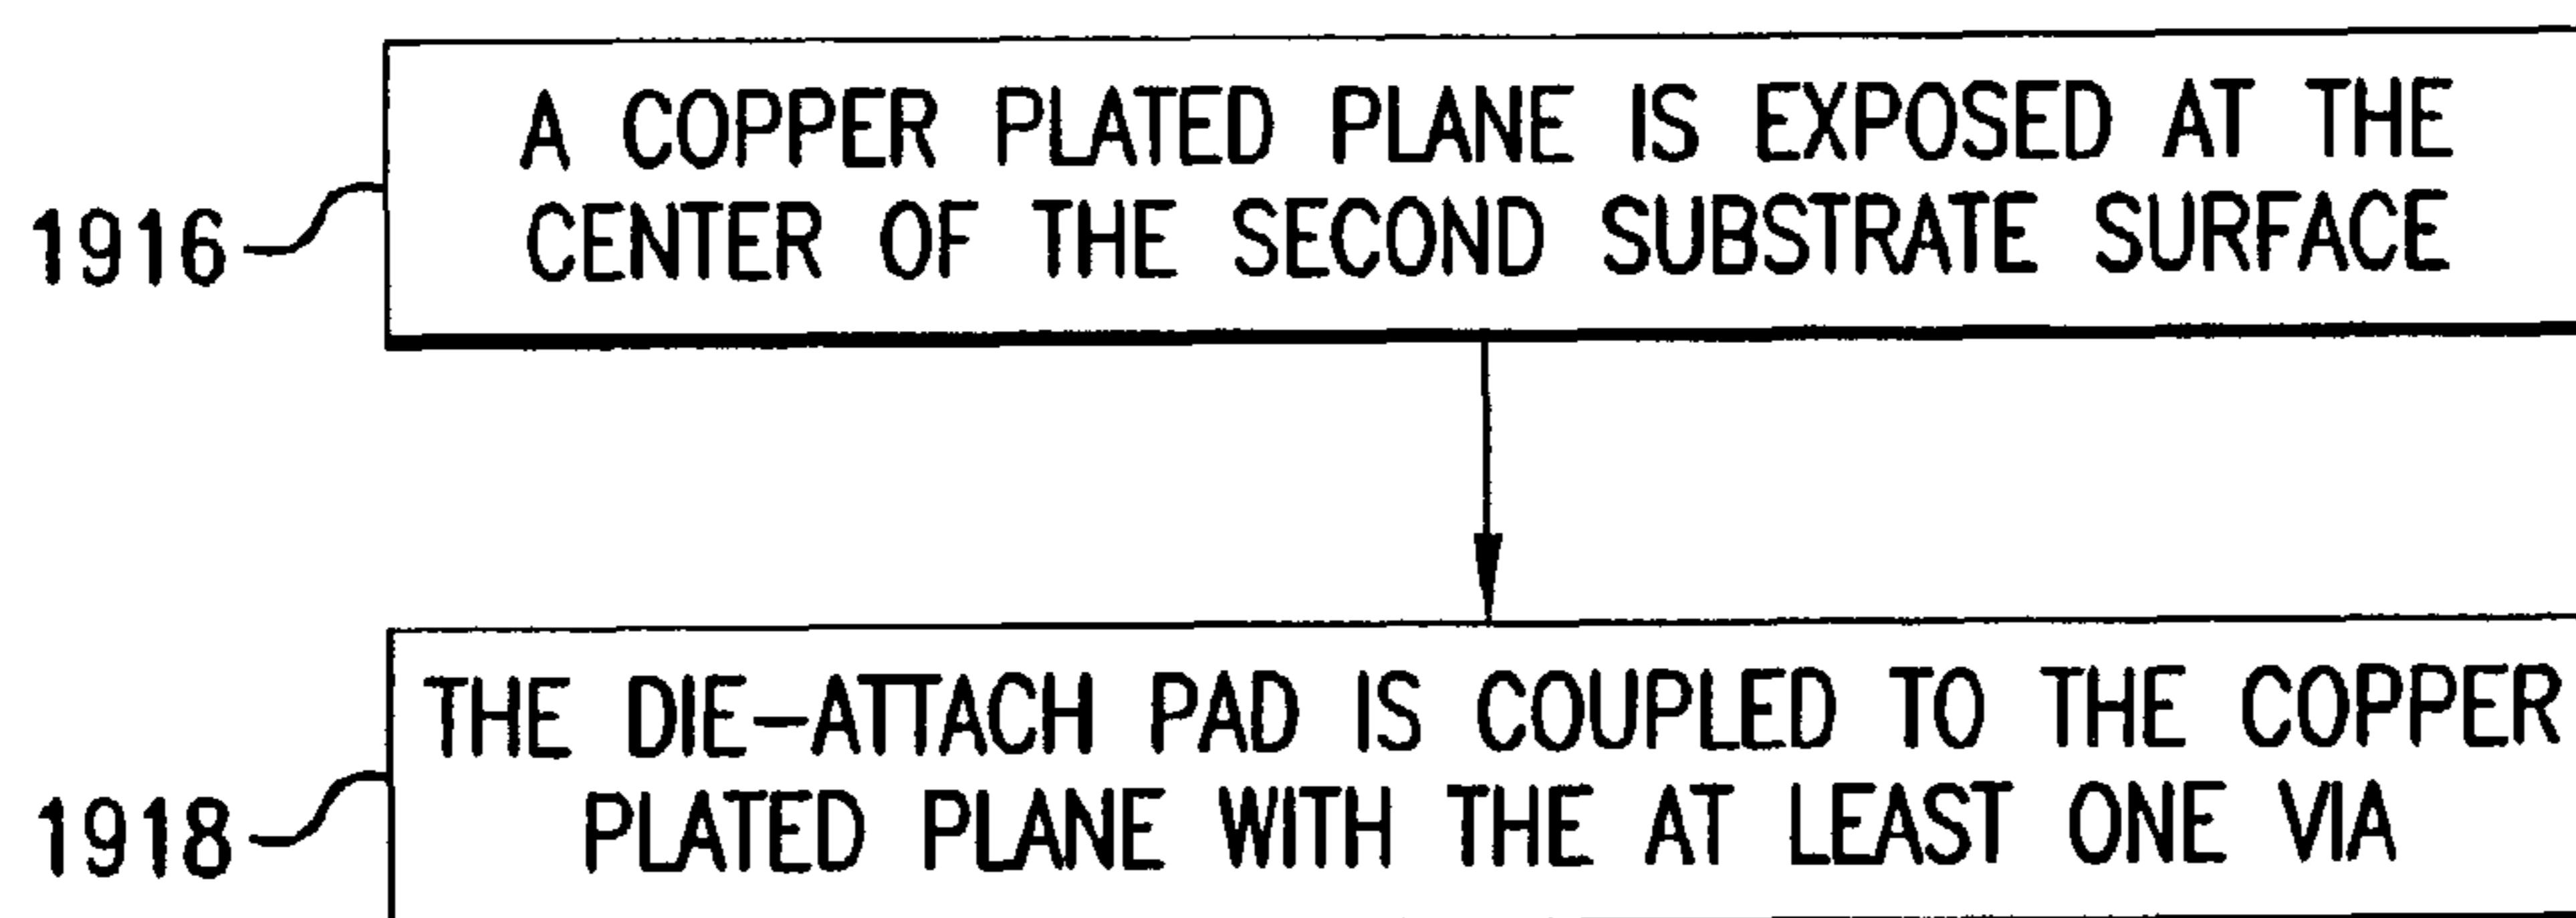 A COPPER PLATED PLANE IS EXPOSED AT THE
CENTER OF THE SECOND SUBSTRATE SURFACE
1916
THE DIE-ATTACH PAD IS COUPLED TO THE COPPER
PLATED PLANE WITH THE AT LEAST ONE VIA
1918